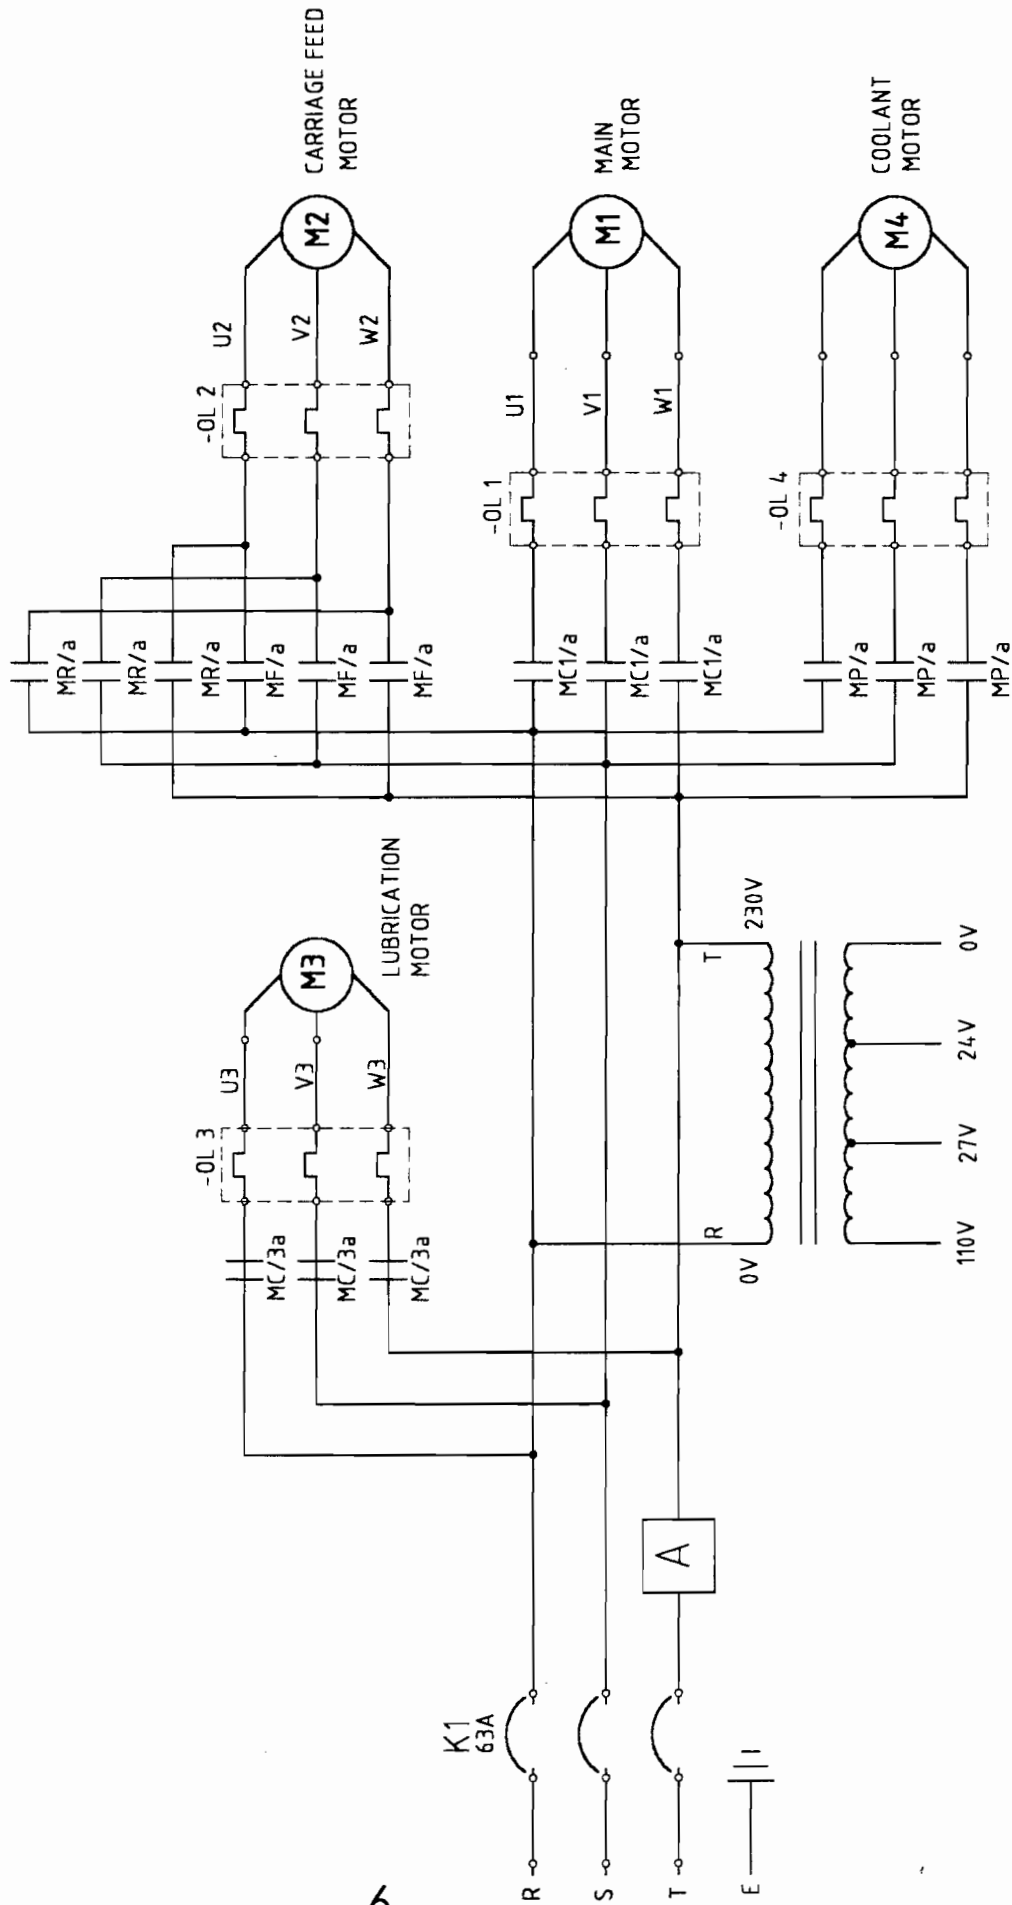 CARRIAGE FEED
MOTOR
M2
U2
V2
W2
-OL 2
MR/a
MR/a
MR/a
MF/a
MF/a
MF/a
MAIN
MOTOR
M1
U1
V1
W1
-OL 1
MC1/a
MC1/a
MC1/a
COOLANT
MOTOR
M4
-OL 4
MP/a
MP/a
MP/a
LUBRICATION
MOTOR
M3
U3
V3
W3
-OL 3
MC/3a
MC/3a
MC/3a
T
230V
R
0V
0V
24V
27V
110V
A
K1
63A
R
S
T
E
6